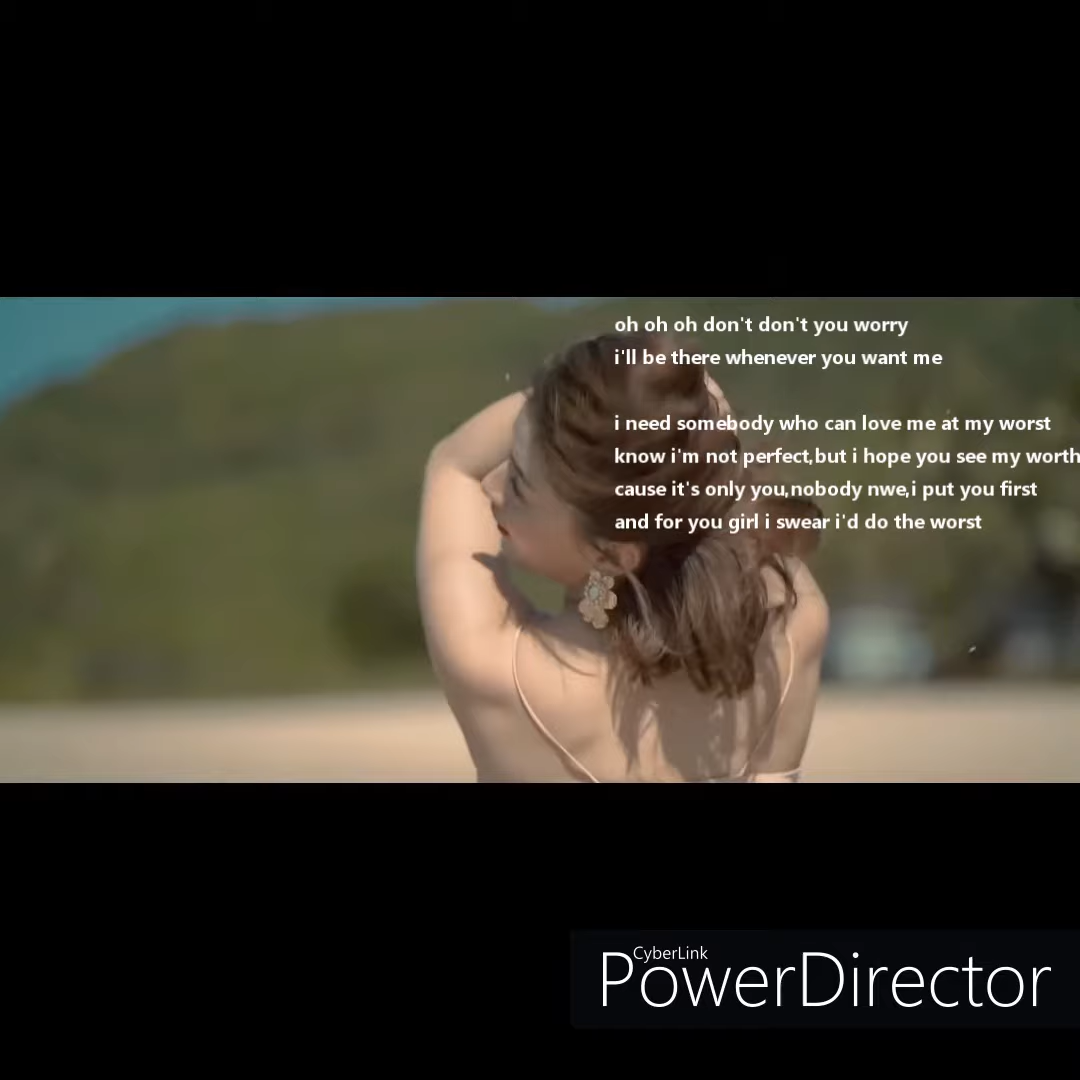 oh oh oh don't don't you worry
i'll be there whenever you want me
i need somebody who can love me at my worst
know i'm not perfect,but i hope you see my worth
cause it's only you,nobody nwe,i put you first
and for you girl i swear i'd do the worst
CyberLink
PowerDirector